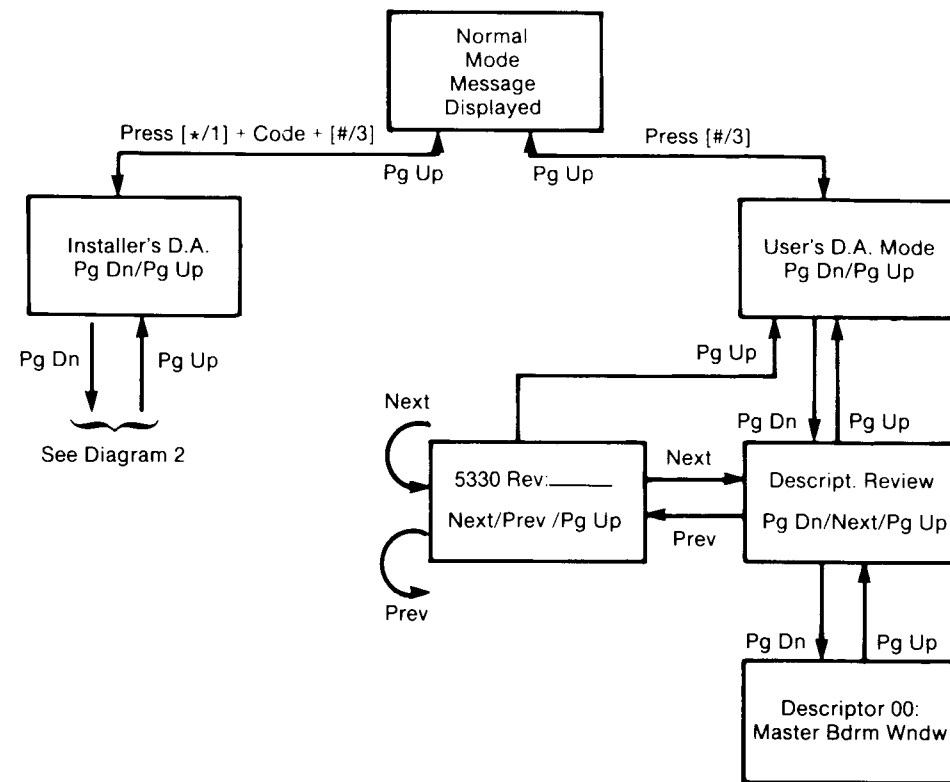 Normal
Mode
Message
Displayed
Press [*/1] + Code + [#/3]
Press [#/3]
Pg Up
Pg Up
Installer's D.A.
Pg Dn/Pg Up
User's D.A. Mode
Pg Dn/Pg Up
Pg Dn
Pg Up
See Diagram 2
Pg Up
Next
Pg Dn
Pg Up
5330 Rev:______
Next/Prev /Pg Up
Next
Prev
Descript. Review
Pg Dn/Next/Pg Up
Prev
Pg Dn
Pg Up
Descriptor 00:
Master Bdrm Wndw